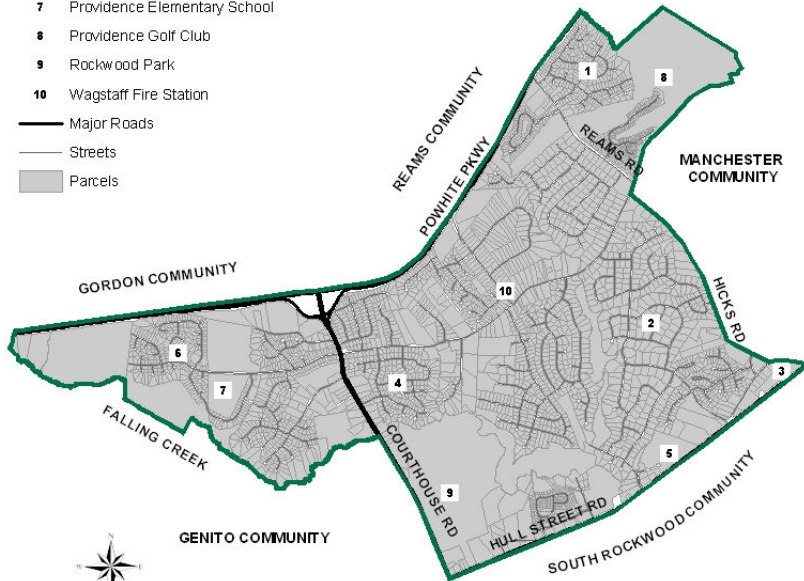 7 Providence Elementary School
8 Providence Golf Club
9 Rockwood Park
10 Wagstaff Fire Station
Major Roads
Streets
Parcels
1
8
REAMS COMMUNITY
POWHITE PKWY
REAMS RD
MANCHESTER
COMMUNITY
GORDON COMMUNITY
10
HICKS RD
2
6
7
4
3
FALLING CREEK
COURTHOUSE RD
5
9
HULL STREET RD
SOUTH ROCKWOOD COMMUNITY
GENITO COMMUNITY
N
W
E